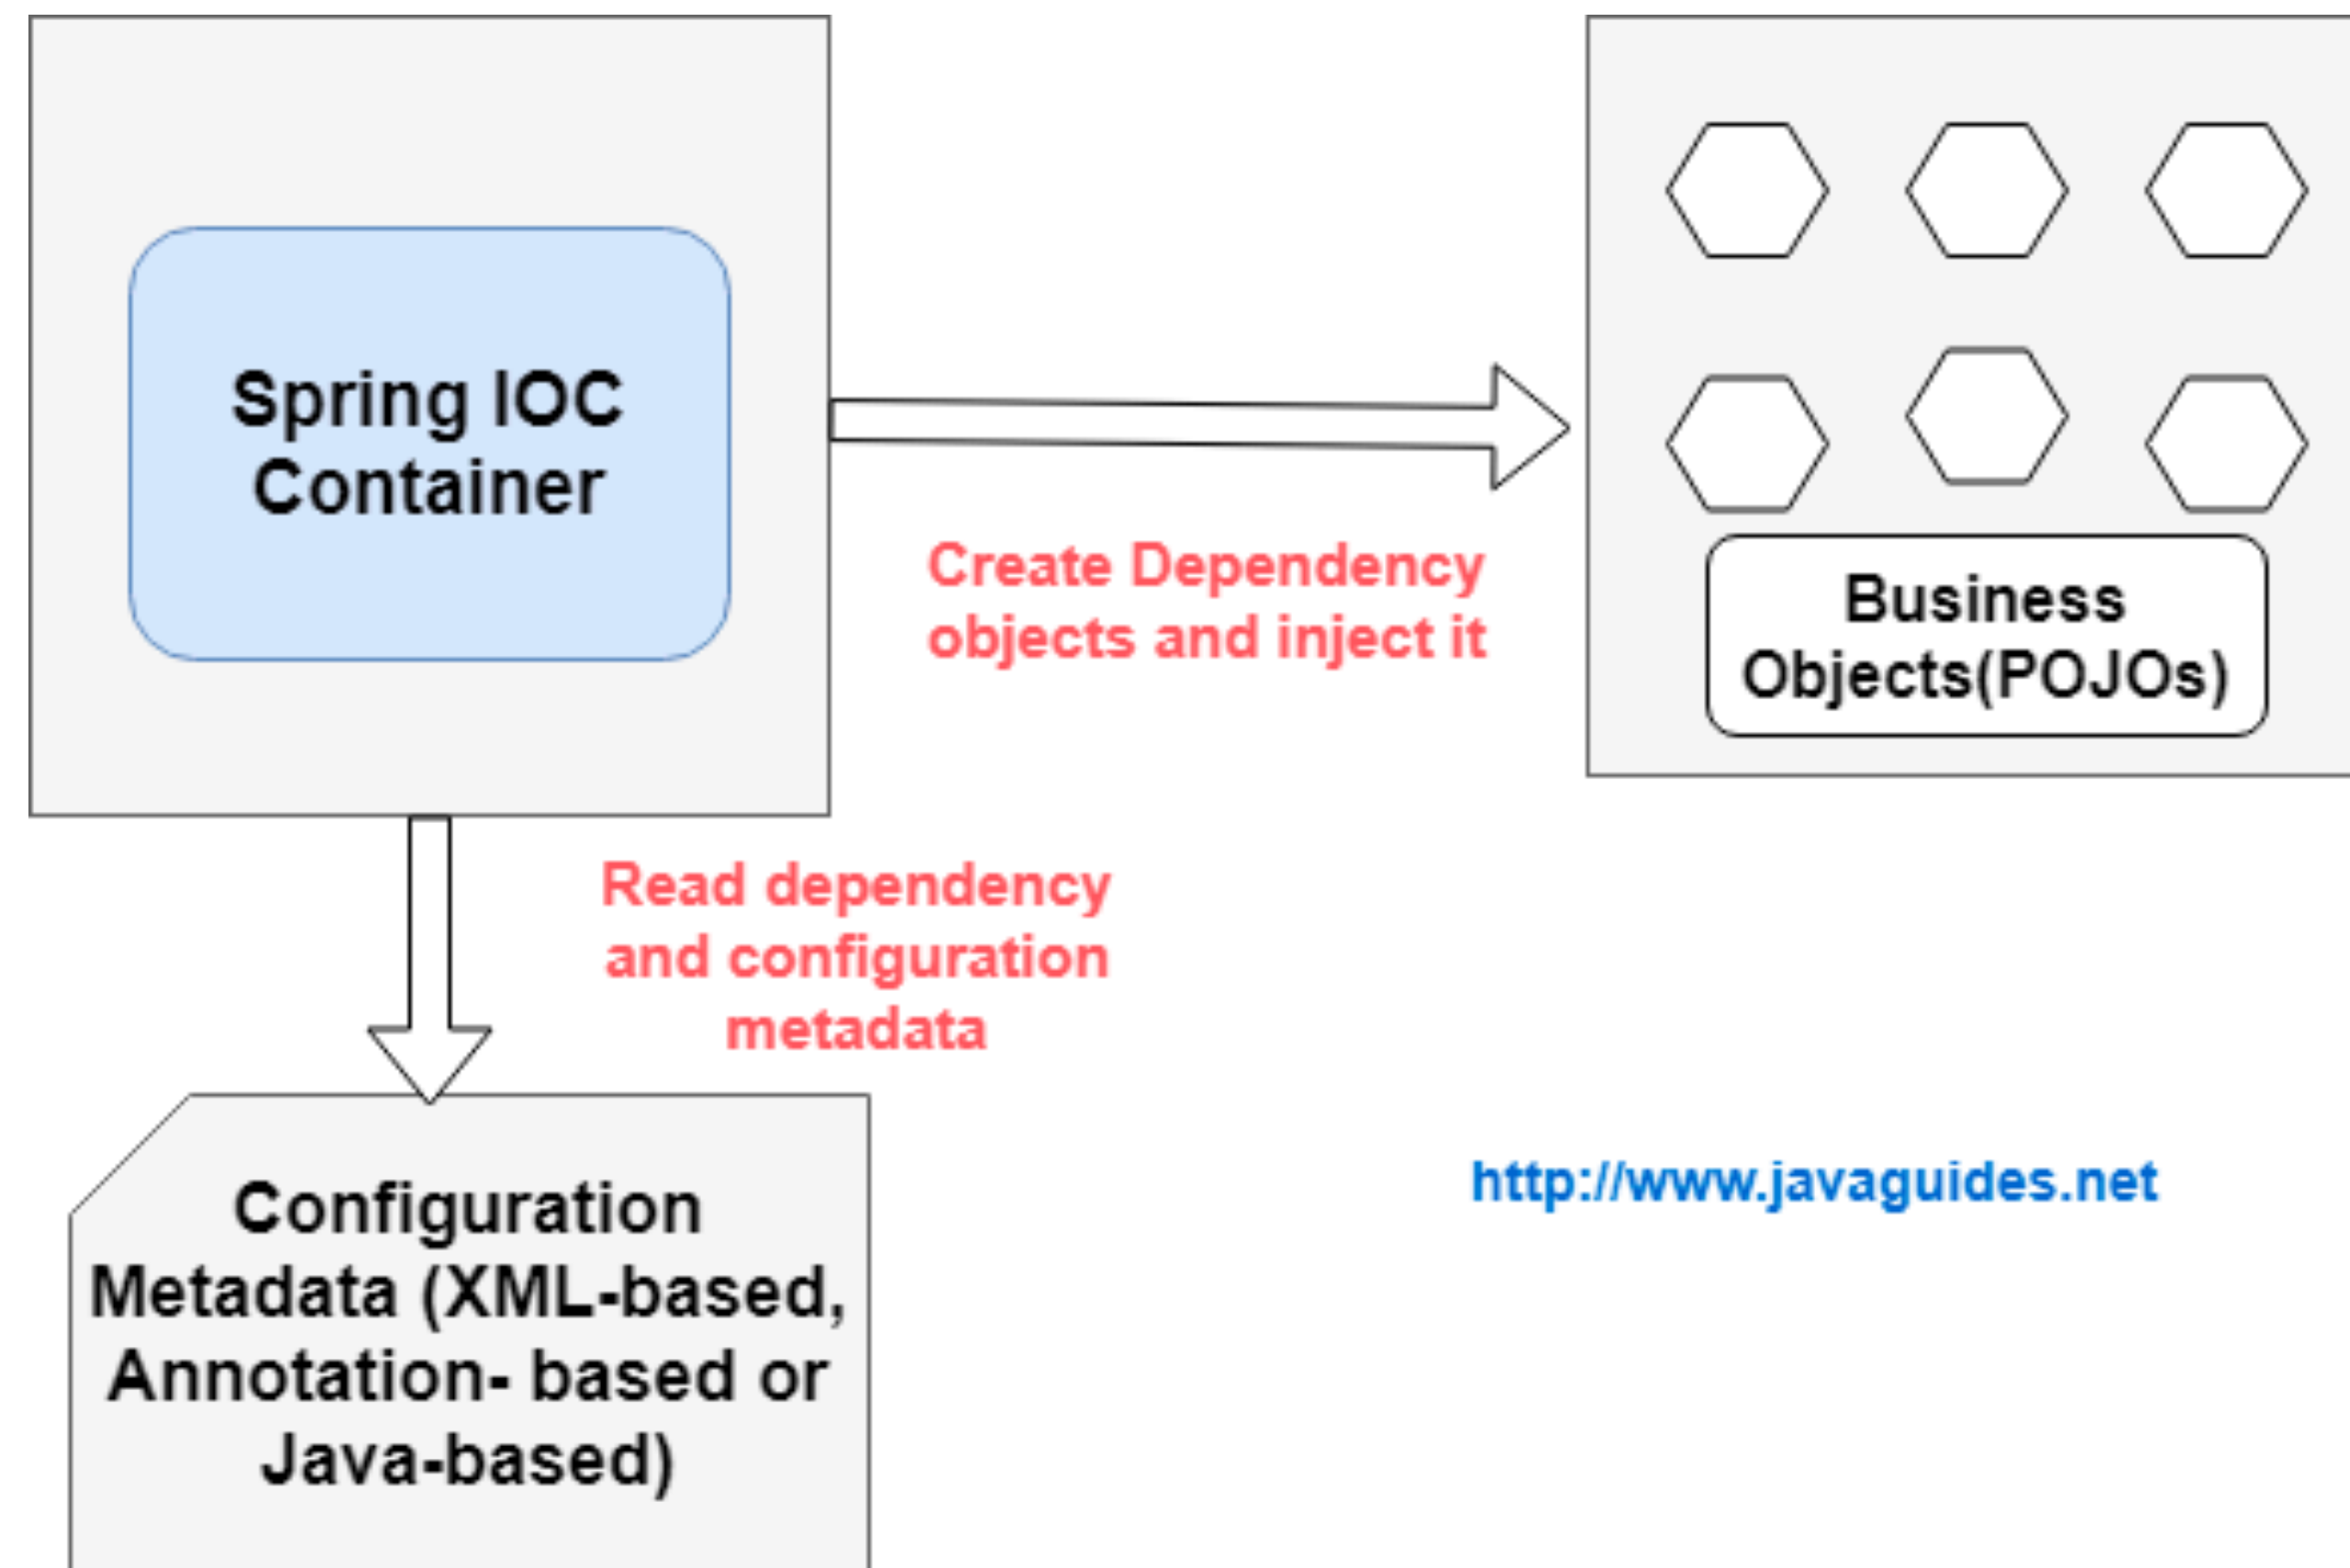 Spring IOC
Container
Create Dependency
objects and inject it
Business
Objects(POJOs)
Read dependency
and configuration
metadata
Configuration
Metadata (XML-based,
Annotation- based or
Java-based)
http://www.javaguides.net